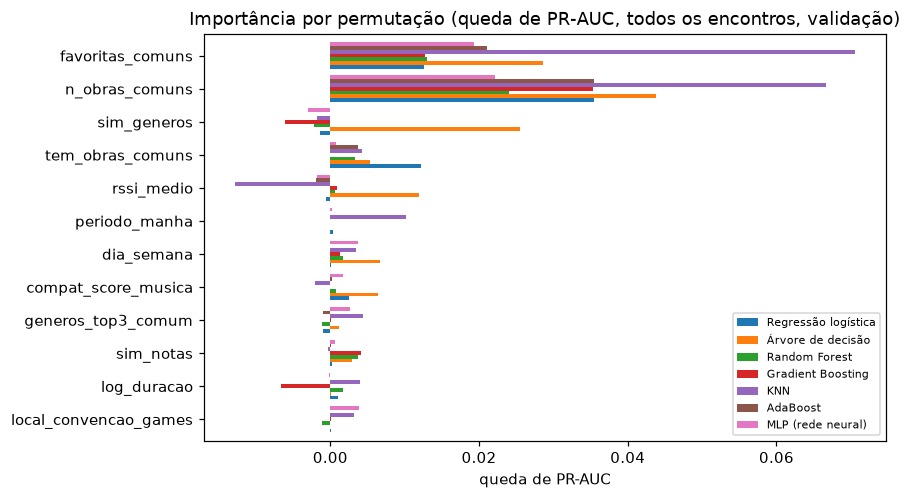 Importância por permutação (queda de PR-AUC, todos os encontros, validação)
favoritas_comuns
n_obras_comuns
sim_generos
tem_obras_comuns
rssi_medio
periodo_manha
dia_semana
compat_score_musica
generos_top3_comum
sim_notas
log_duracao
local_convencao_games
Regressão logística
Árvore de decisão
Random Forest
Gradient Boosting
KNN
AdaBoost
MLP (rede neural)
0.00 0.02 0.04 0.06
queda de PR-AUC